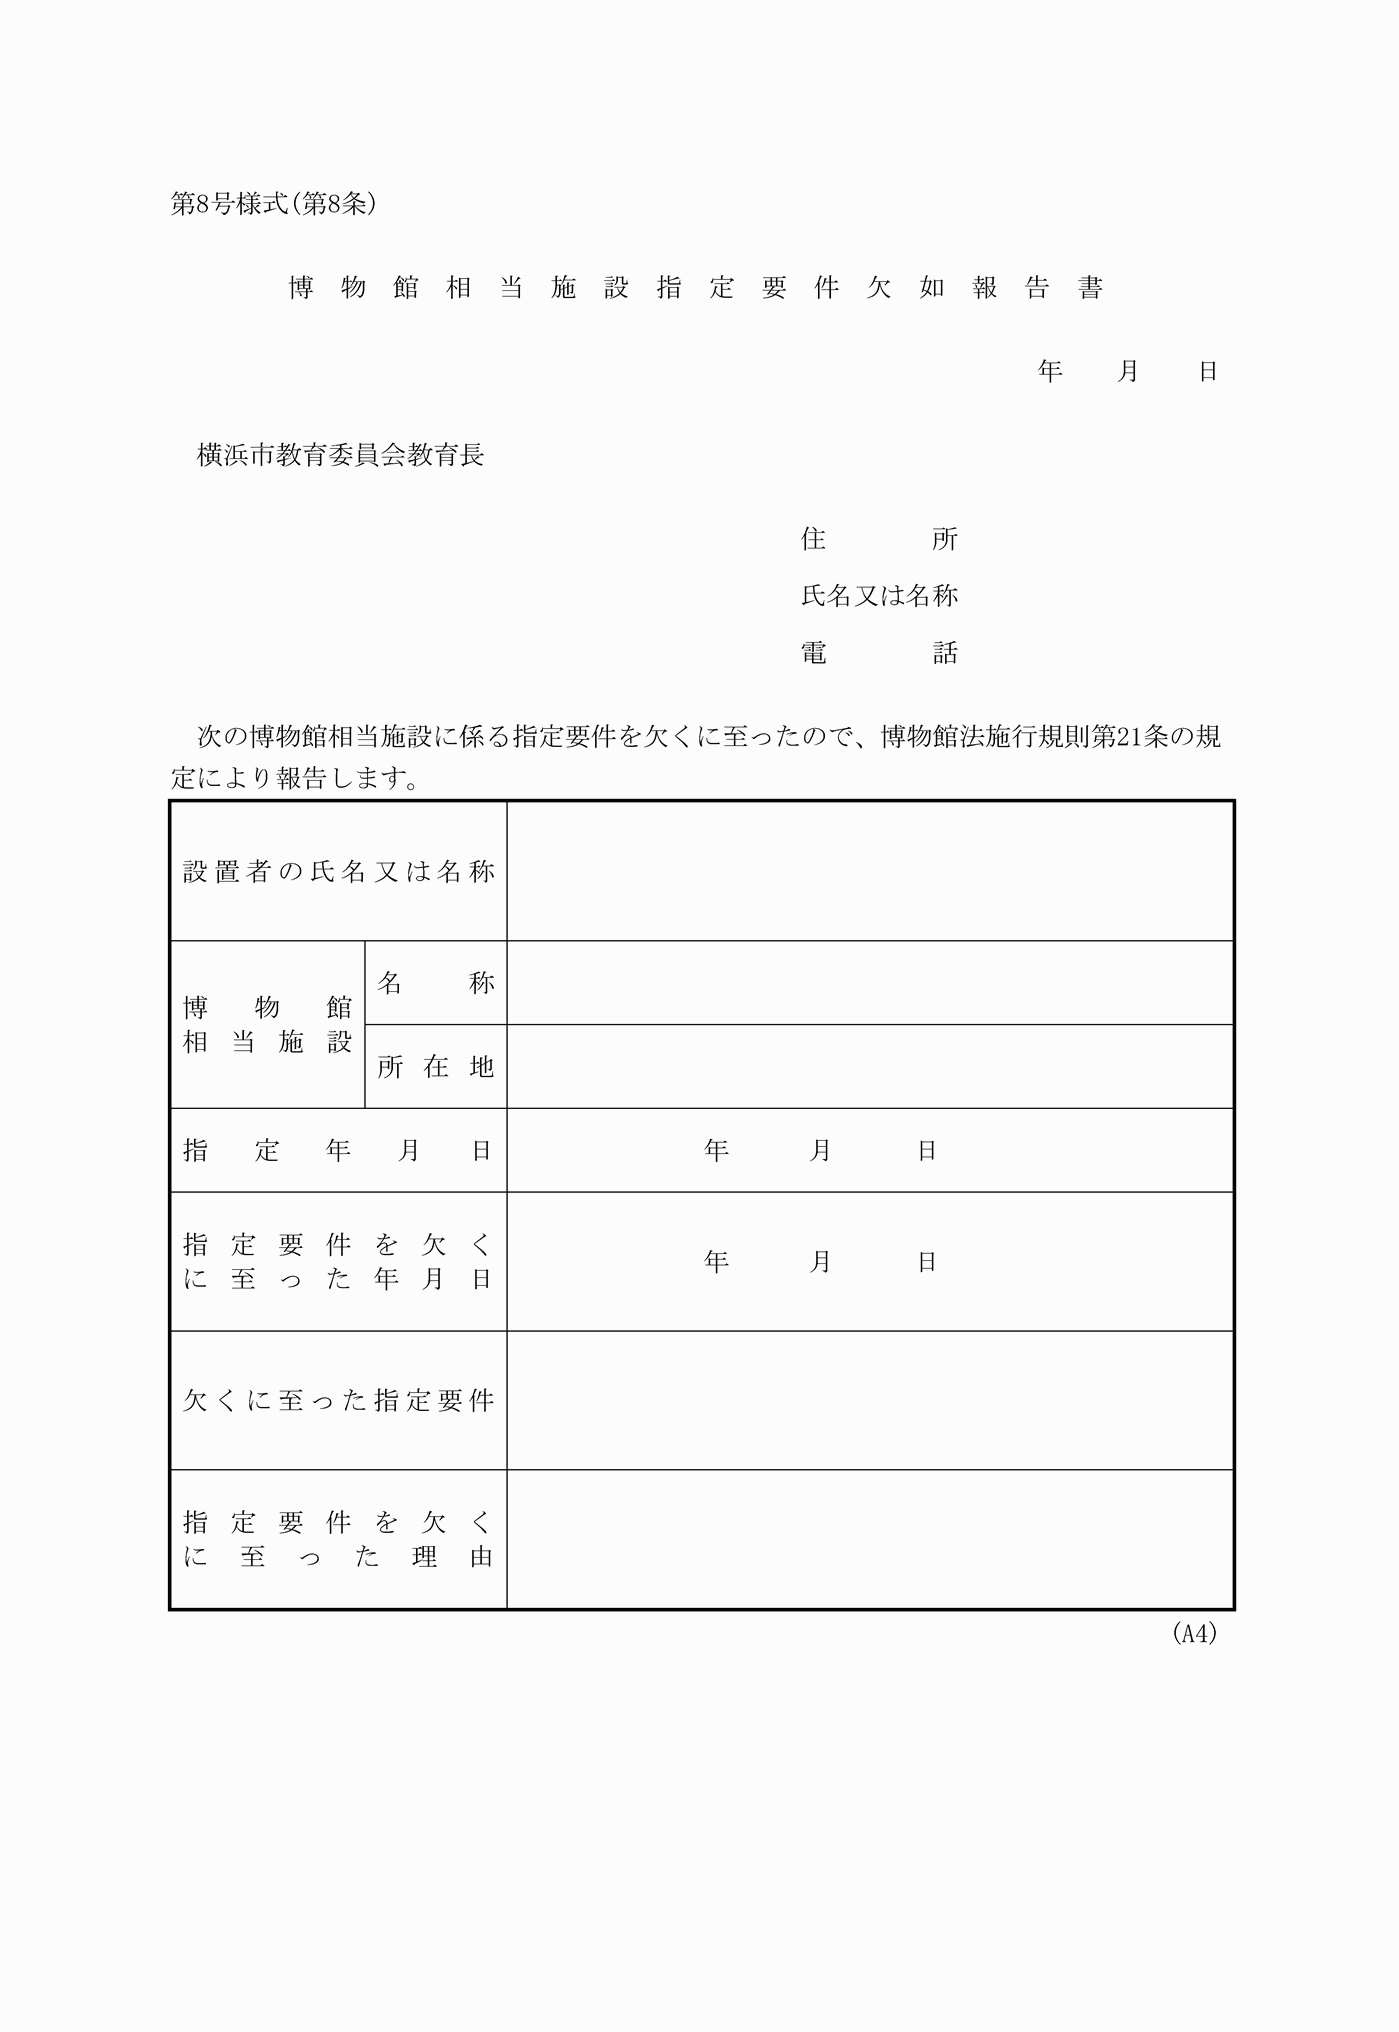 第8号様式(第8条)
博物館相当施設指定要件欠如報告書
年　月　日
横浜市教育委員会教育長
住所
氏名又は名称
電話
次の博物館相当施設に係る指定要件を欠くに至ったので、博物館法施行規則第21条の規
定により報告します。
設置者の氏名又は名称
博物館
相当施設
名称
所在地
指定年月日
年　月　日
指定要件を欠く
に至った年月日
年　月　日
欠くに至った指定要件
指定要件を欠く
に至った理由
(A4)